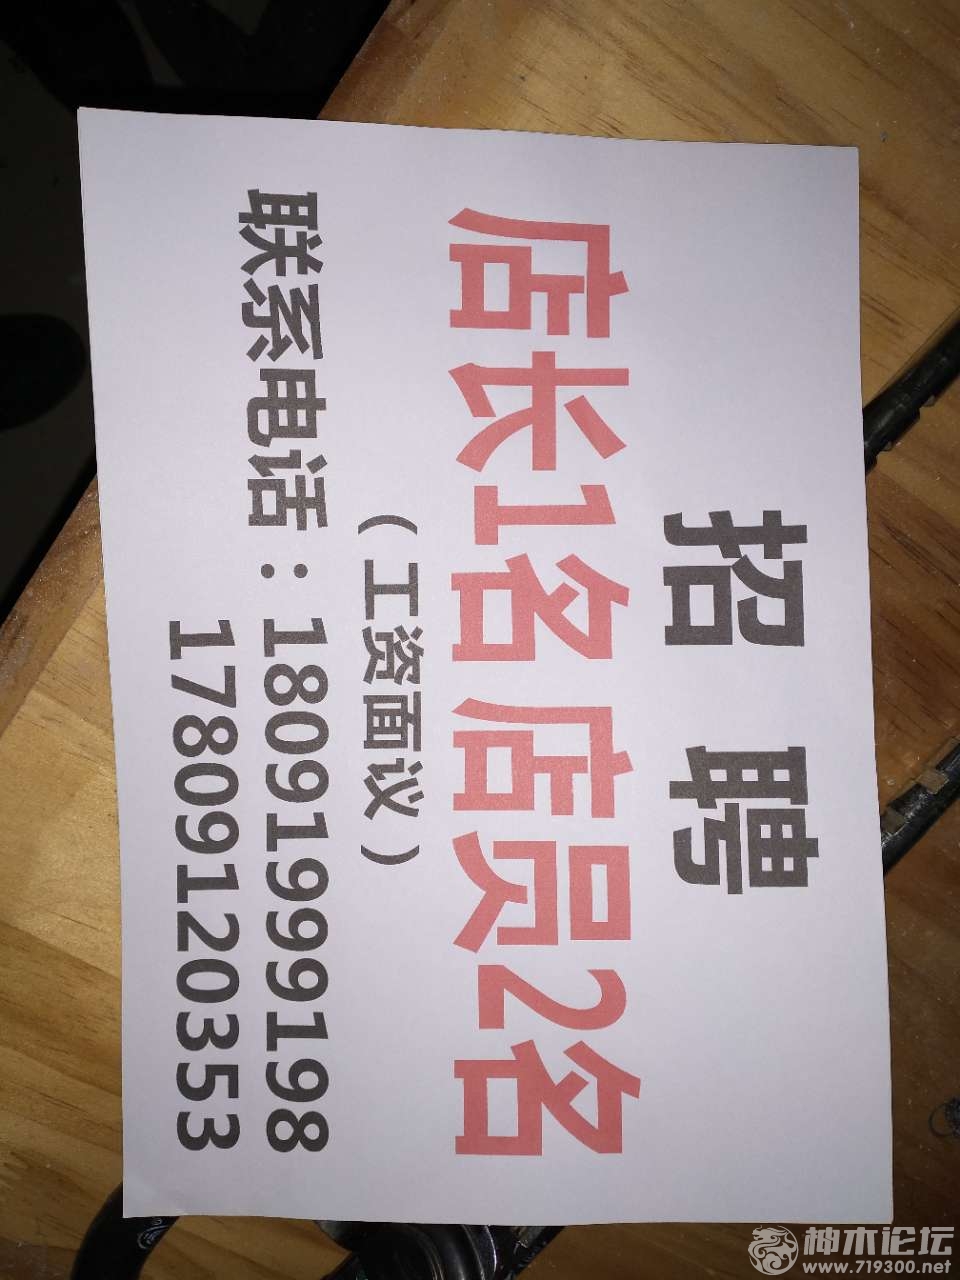 招聘
店长1名 店员2名
（工资面议）
联系电话：18091999198
17809120353
神木论坛
www.719300.net